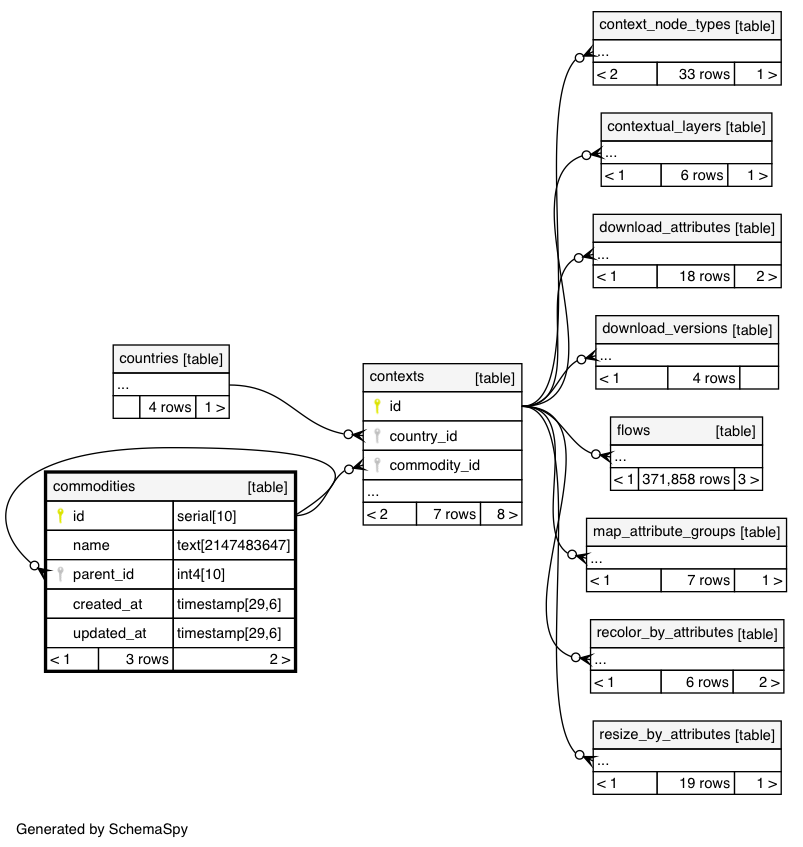 context_node_types [table]
...
< 2 33 rows 1 >
contextual_layers [table]
...
< 1 6 rows 1 >
download_attributes [table]
...
< 1 18 rows 2 >
download_versions [table]
...
< 1 4 rows
countries [table]
...
4 rows 1 >
contexts [table]
id
country_id
commodity_id
...
< 2 7 rows 8 >
flows [table]
...
< 1 371,858 rows 3 >
commodities [table]
id serial[10]
name text[2147483647]
parent_id int4[10]
created_at timestamp[29,6]
updated_at timestamp[29,6]
< 1 3 rows 2 >
map_attribute_groups [table]
...
< 1 7 rows 1 >
recolor_by_attributes [table]
...
< 1 6 rows 2 >
resize_by_attributes [table]
...
< 1 19 rows 1 >
Generated by SchemaSpy